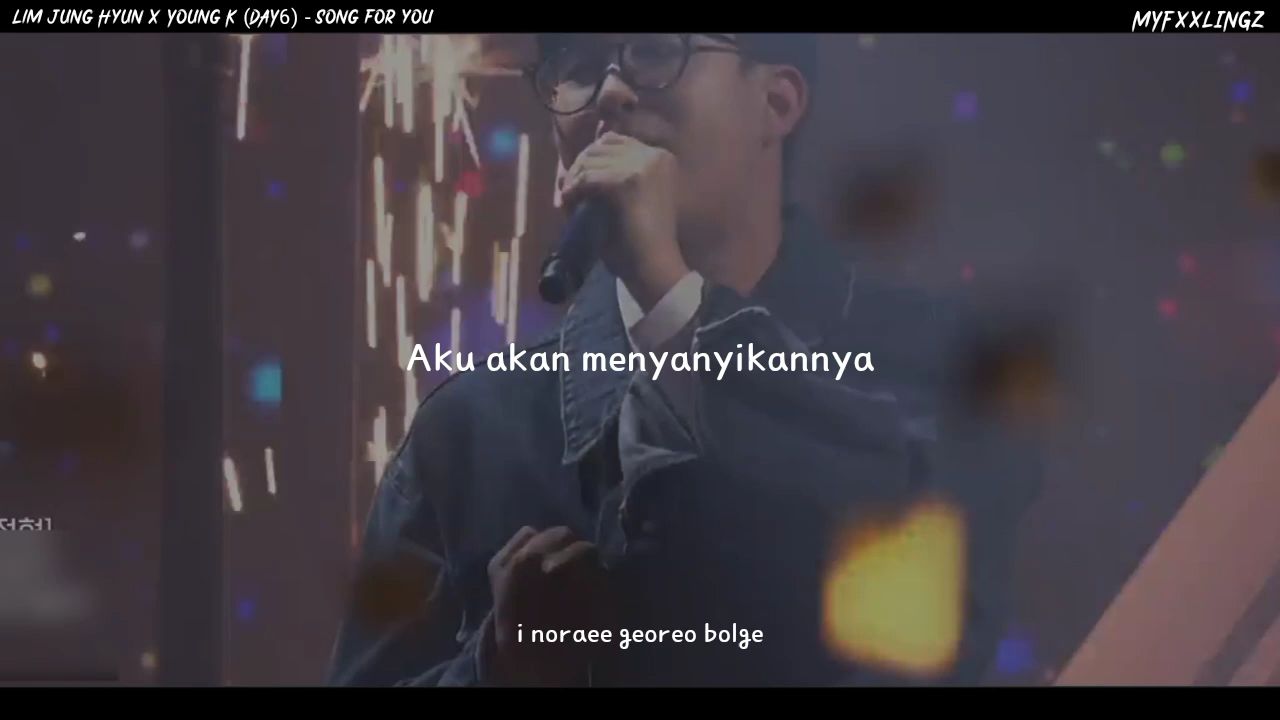 LIM JUNG HYUN X YOUNG K (DAY6) - SONG FOR YOU
MYFXXLINGZ
Aku akan menyanyikannya
i noraee georeo bolge